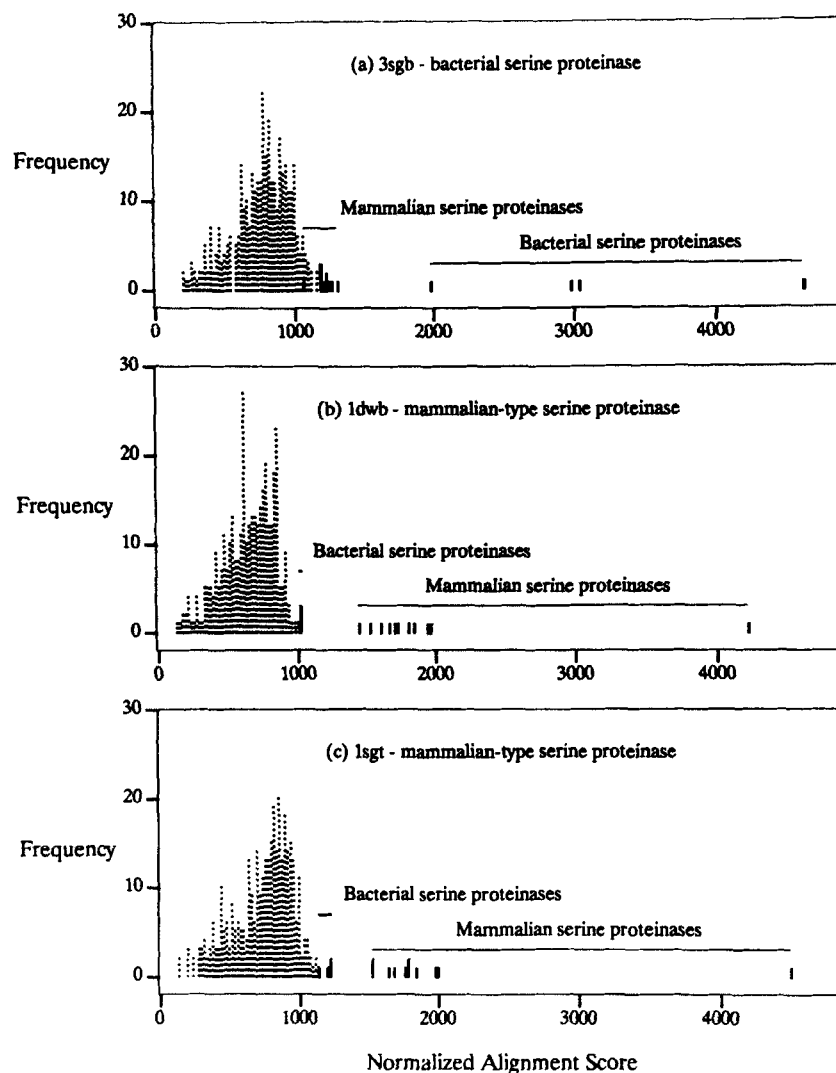 30
(a) 3sgb - bacterial serine proteinase
20
Frequency
10
Mammalian serine proteinases
Bacterial serine proteinases
0
0 1000 2000 3000 4000
30
(b) 1dwb - mammalian-type serine proteinase
20
Frequency
10
Bacterial serine proteinases
Mammalian serine proteinases
0
0 1000 2000 3000 4000
30
(c) 1sgt - mammalian-type serine proteinase
20
Frequency
10
Bacterial serine proteinases
Mammalian serine proteinases
0
0 1000 2000 3000 4000
Normalized Alignment Score